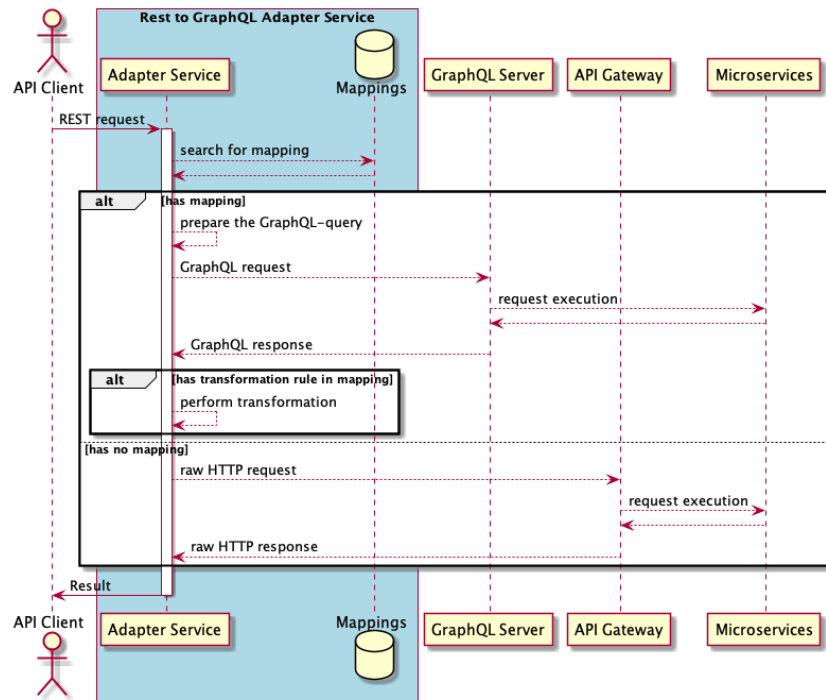 Rest to GraphQL Adapter Service
API Client
Adapter Service
Mappings
GraphQL Server
API Gateway
Microservices
REST request
search for mapping
alt
[has mapping]
prepare the GraphQL-query
GraphQL request
request execution
GraphQL response
alt
[has transformation rule in mapping]
perform transformation
[has no mapping]
raw HTTP request
request execution
raw HTTP response
Result
API Client
Adapter Service
Mappings
GraphQL Server
API Gateway
Microservices